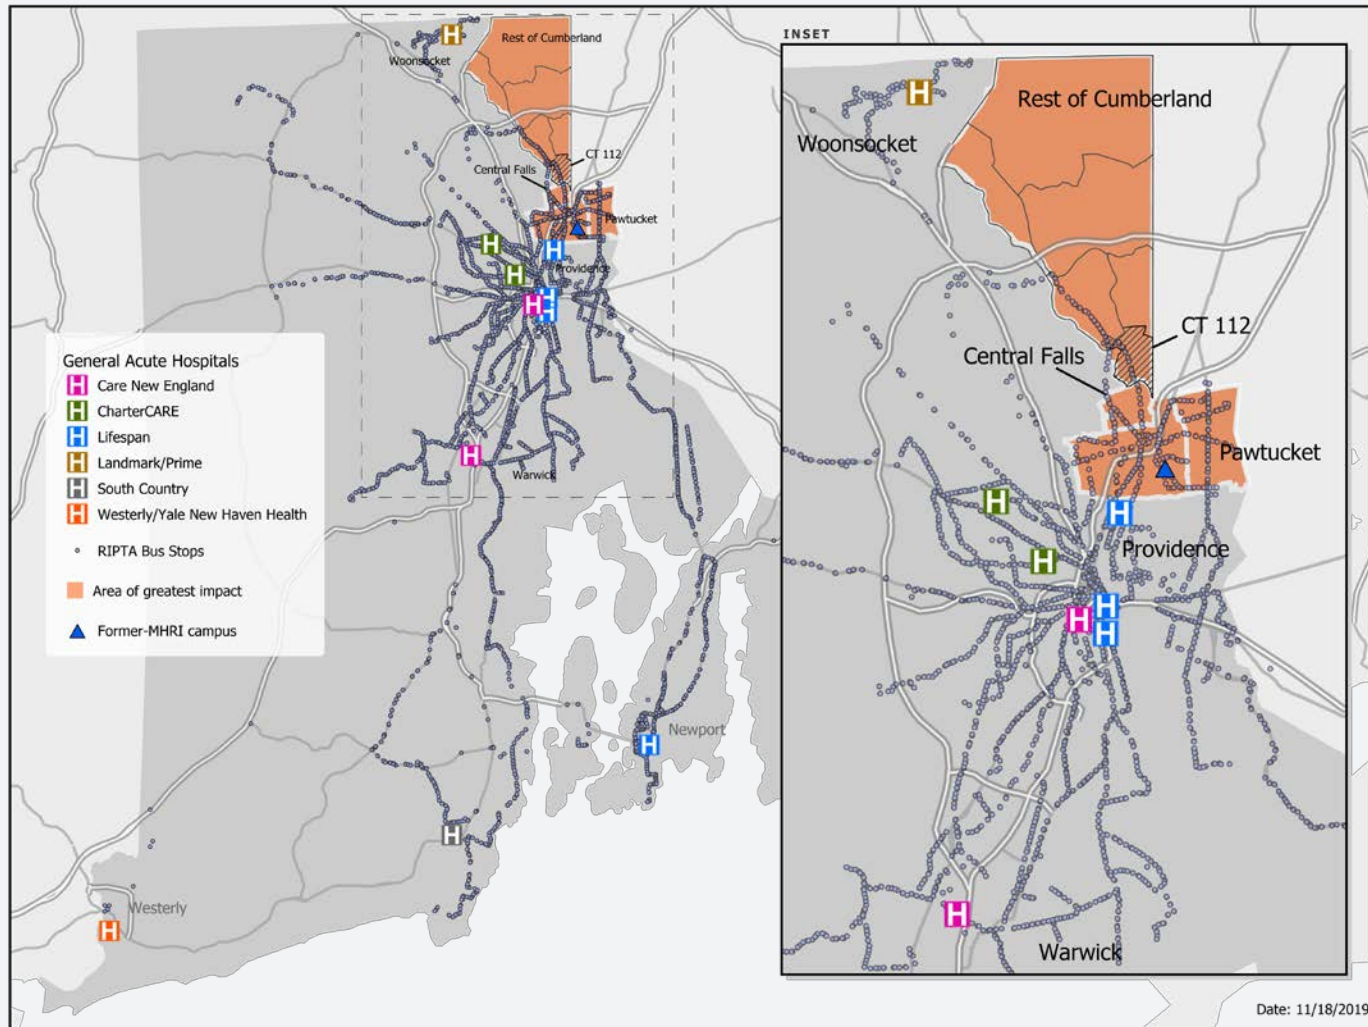 Rest of Cumberland
Woonsocket
CT 112
Central Falls
Pawtucket
Providence
General Acute Hospitals
H Care New England
H CharterCARE
H Lifespan
H Landmark/Prime
H South Country
H Westerly/Yale New Haven Health
RIPTA Bus Stops
Area of greatest impact
Former-MHRI campus
Warwick
Newport
Westerly
H
H
H
H
H
H
H
H
H
H
H
INSET
Rest of Cumberland
H
Woonsocket
CT 112
Central Falls
Pawtucket
H
H
Providence
H
H
H
H
H
Warwick
Date: 11/18/2019